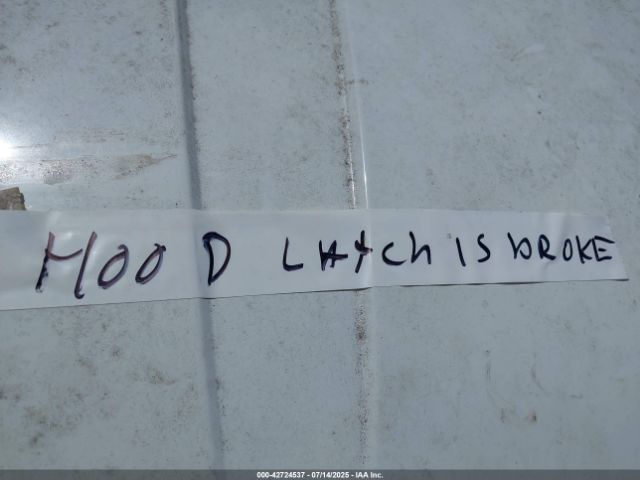 HOOD LATCh IS bROKE
000-42724537 - 07/14/2025 - IAA Inc.